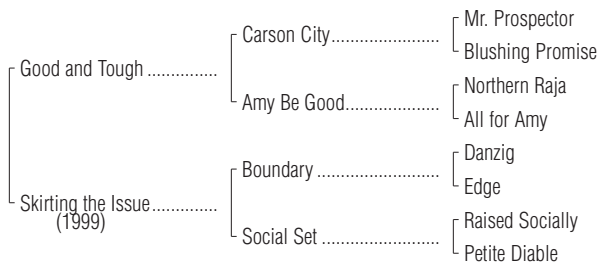 Mr. Prospector
Carson City........................
Blushing Promise
Good and Tough ...............
Northern Raja
Amy Be Good.....................
All for Amy
Danzig
Boundary ...........................
Edge
Skirting the Issue..............
(1999)
Raised Socially
Social Set ..........................
Petite Diable